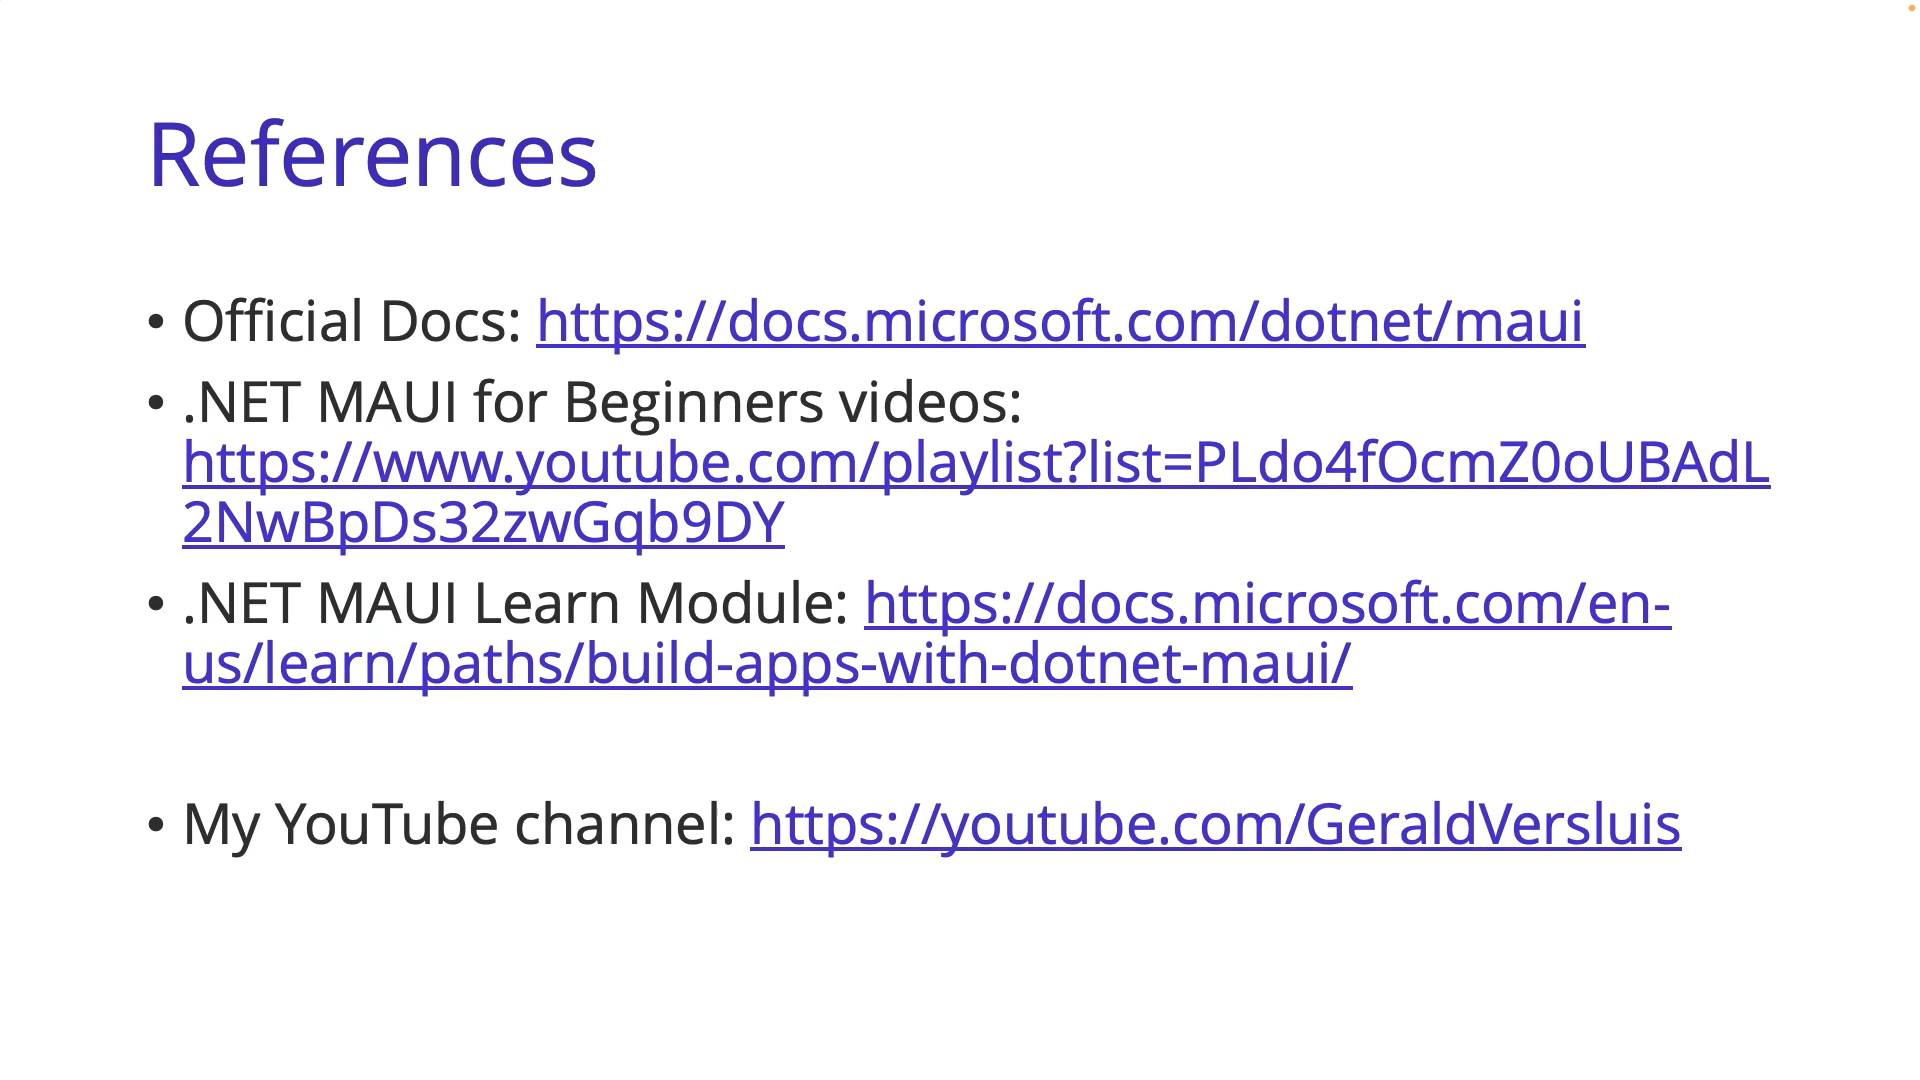 References
• Official Docs: https://docs.microsoft.com/dotnet/maui
• .NET MAUI for Beginners videos:
https://www.youtube.com/playlist?list=PLdo4fOcmZ0oUBAdL
2NwBpDs32zwGqb9DY
• .NET MAUI Learn Module: https://docs.microsoft.com/en-
us/learn/paths/build-apps-with-dotnet-maui/
• My YouTube channel: https://youtube.com/GeraldVersluis